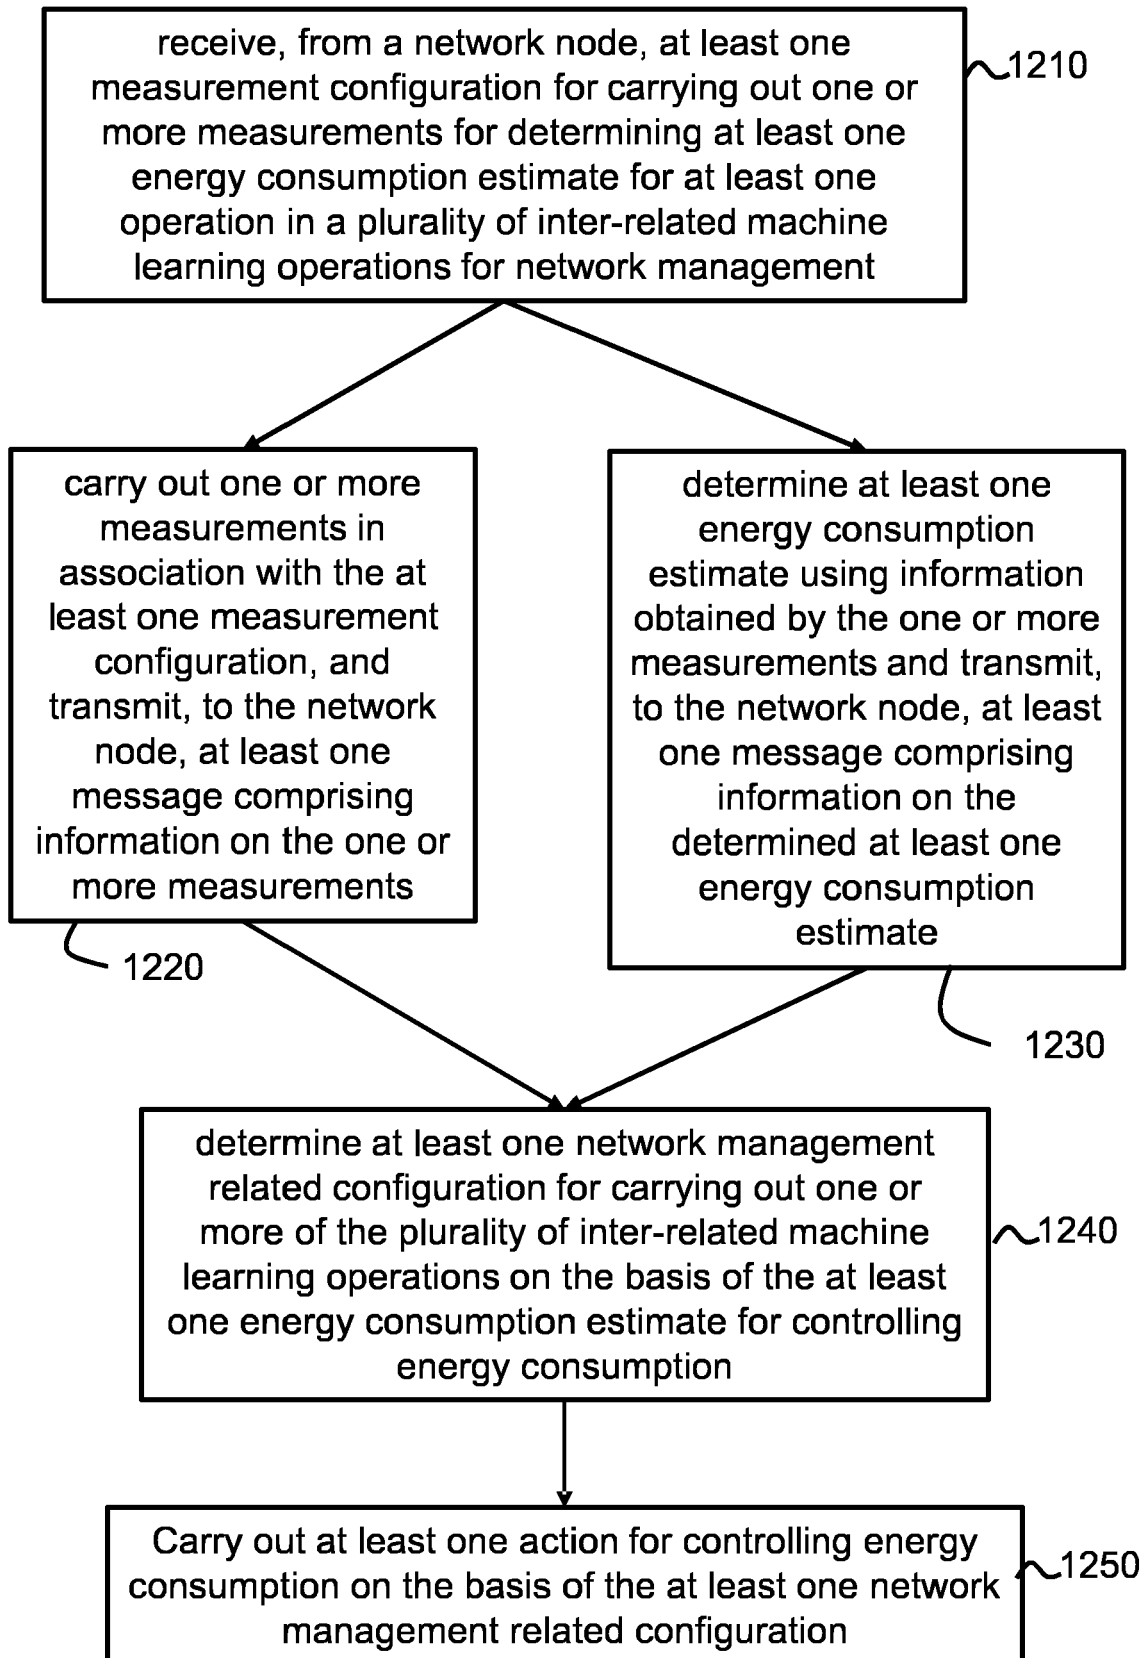 receive, from a network node, at least one
measurement configuration for carrying out one or
more measurements for determining at least one
energy consumption estimate for at least one
operation in a plurality of inter-related machine
learning operations for network management
1210
carry out one or more
measurements in
association with the at
least one measurement
configuration, and
transmit, to the network
node, at least one
message comprising
information on the one or
more measurements
1220
determine at least one
energy consumption
estimate using information
obtained by the one or more
measurements and transmit,
to the network node, at least
one message comprising
information on the
determined at least one
energy consumption
estimate
1230
determine at least one network management
related configuration for carrying out one or
more of the plurality of inter-related machine
learning operations on the basis of the at least
one energy consumption estimate for controlling
energy consumption
1240
Carry out at least one action for controlling energy
consumption on the basis of the at least one network
management related configuration
1250